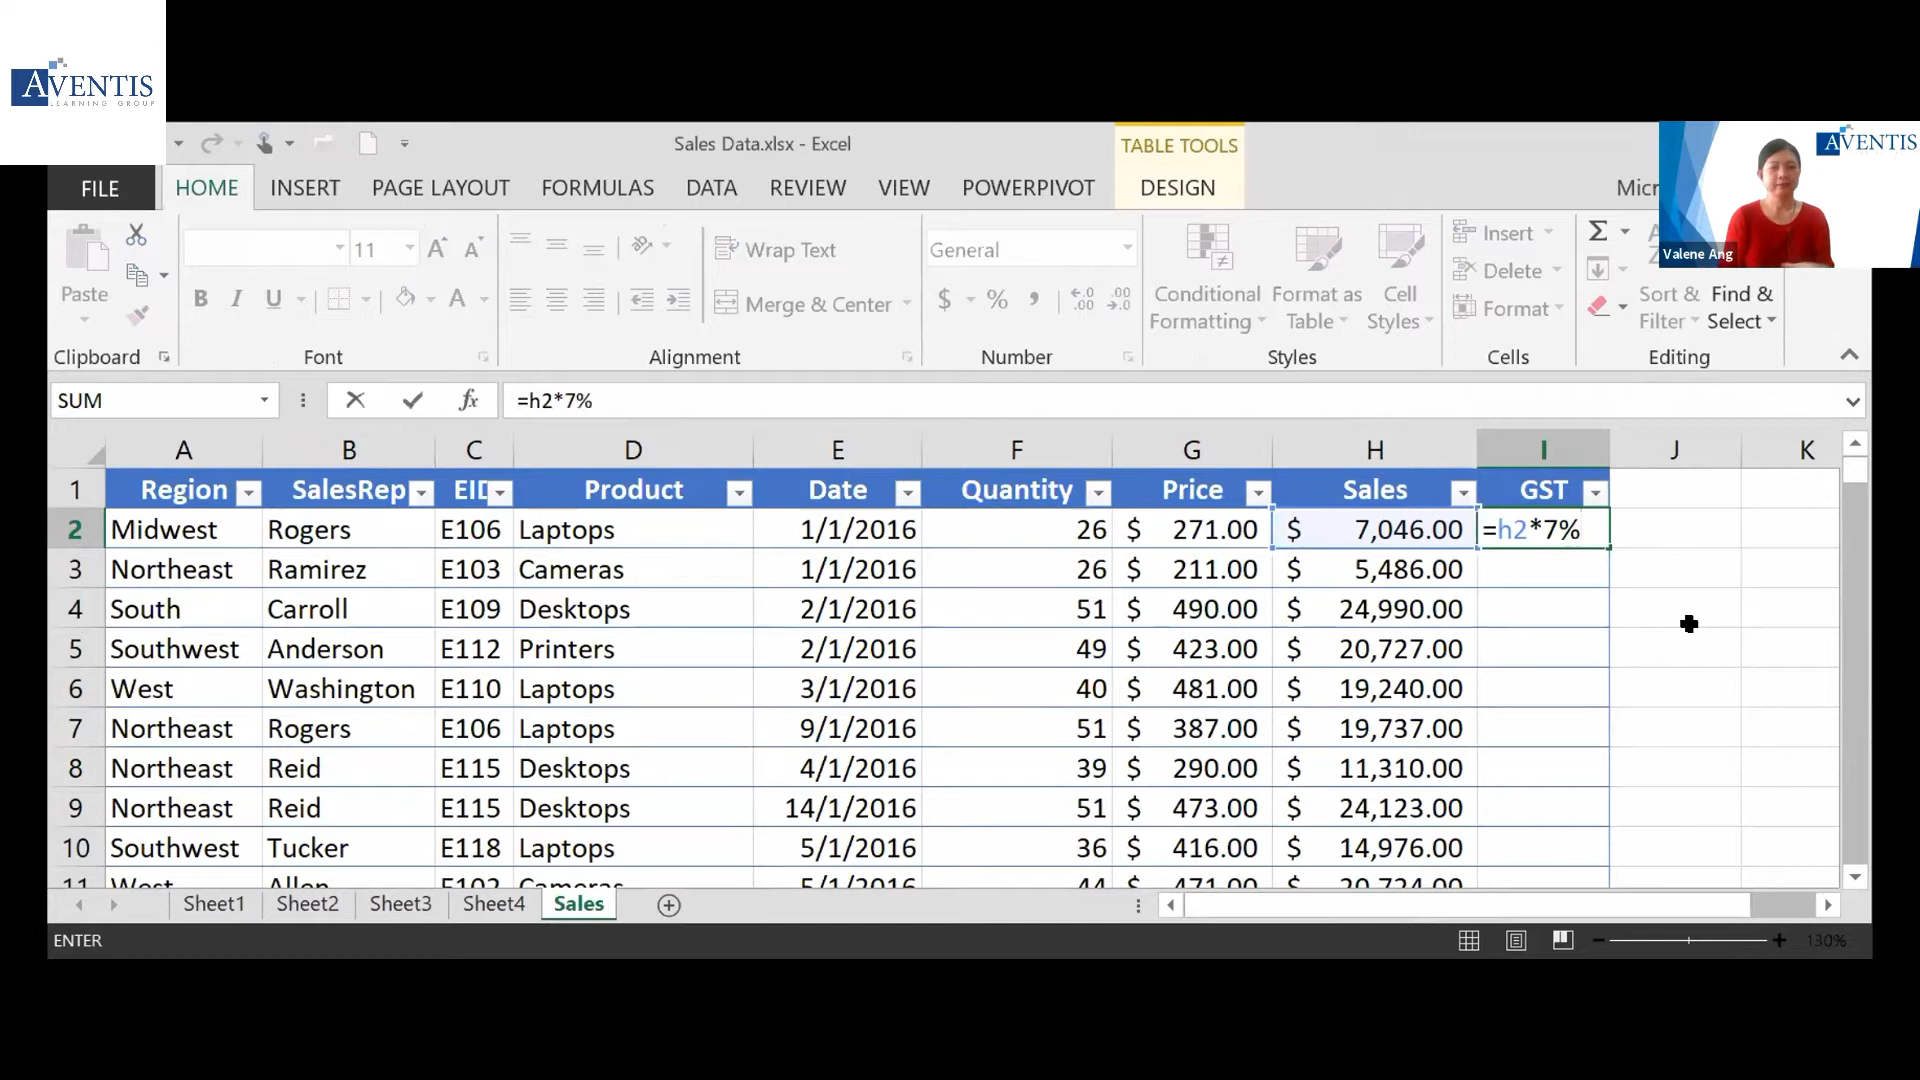 AVENTIS
LEARNING GROUP
Sales Data.xlsx - Excel
TABLE TOOLS
FILE HOME INSERT PAGE LAYOUT FORMULAS DATA REVIEW VIEW POWERPIVOT DESIGN
AVENTIS
Valene Ang
Paste
Clipboard
11
B I U
A A A
Font
Wrap Text
Merge & Center
Alignment
General
$ % ,
Number
Conditional Formatting
Format as Table
Cell Styles
Styles
Insert
Delete
Format
Cells
Σ
Sort & Filter
Find & Select
Editing
SUM fx =h2*7%
A B C D E F G H I J K
1 Region SalesRep Product Date Quantity Price Sales GST
2 Midwest Rogers E106 Laptops 1/1/2016 26 $ 271.00 $ 7,046.00 =h2*7%
3 Northeast Ramirez E103 Cameras 1/1/2016 26 $ 211.00 $ 5,486.00
4 South Carroll E109 Desktops 2/1/2016 51 $ 490.00 $ 24,990.00
5 Southwest Anderson E112 Printers 2/1/2016 49 $ 423.00 $ 20,727.00
6 West Washington E110 Laptops 3/1/2016 40 $ 481.00 $ 19,240.00
7 Northeast Rogers E106 Laptops 9/1/2016 51 $ 387.00 $ 19,737.00
8 Northeast Reid E115 Desktops 4/1/2016 39 $ 290.00 $ 11,310.00
9 Northeast Reid E115 Desktops 14/1/2016 51 $ 473.00 $ 24,123.00
10 Southwest Tucker E118 Laptops 5/1/2016 36 $ 416.00 $ 14,976.00
Sheet1 Sheet2 Sheet3 Sheet4 Sales
ENTER 130%